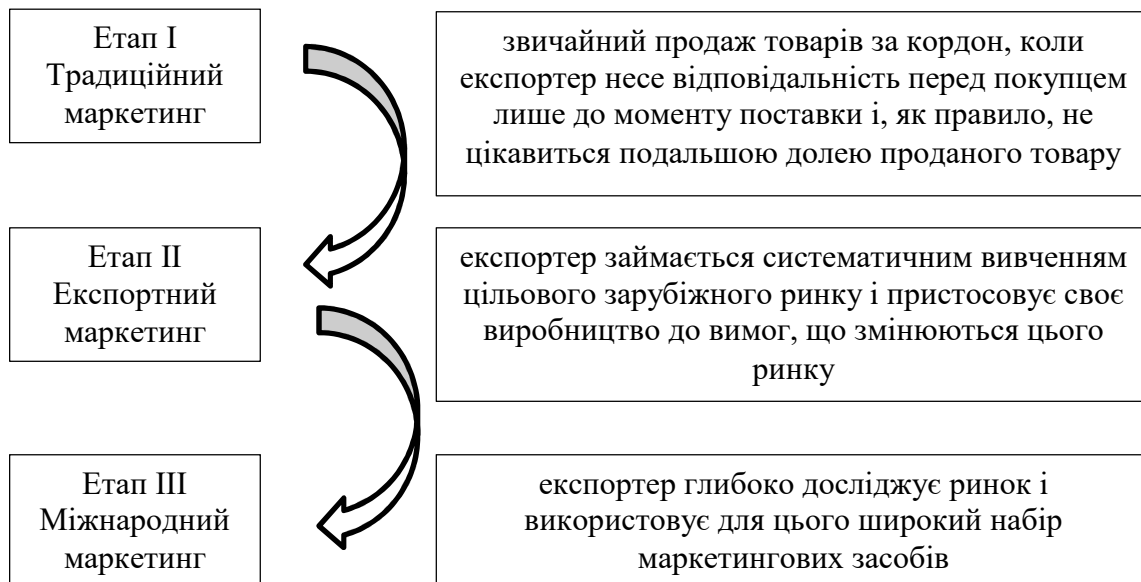 Етап I
Традиційний
маркетинг
звичайний продаж товарів за кордон, коли
експортер несе відповідальність перед покупцем
лише до моменту поставки і, як правило, не
цікавиться подальшою долею проданого товару
Етап II
Експортний
маркетинг
експортер займається систематичним вивченням
цільового зарубіжного ринку і пристосовує своє
виробництво до вимог, що змінюються цього
ринку
Етап III
Міжнародний
маркетинг
експортер глибоко досліджує ринок і
використовує для цього широкий набір
маркетингових засобів